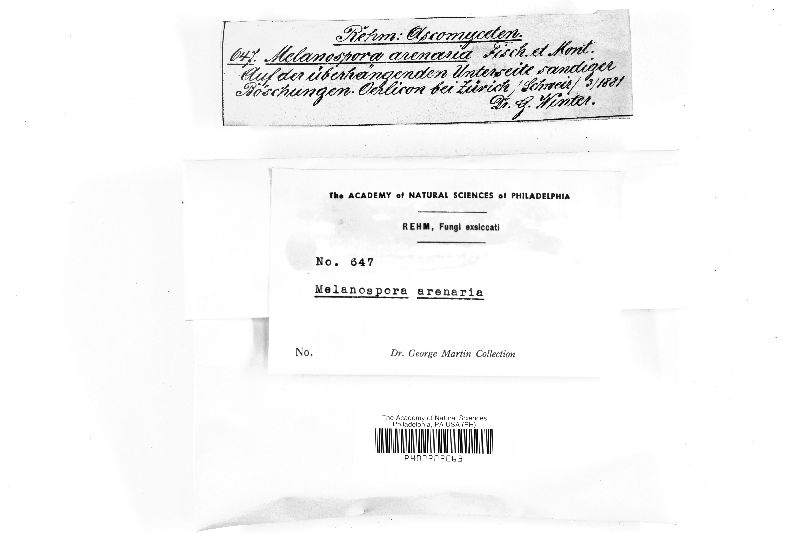 Rehm: Ascomyceten.
647. Melanospora arenaria Fisch. et Mont.
Auf der überhängenden Unterseite sandiger
Böschungen. Oerlicon bei Zürich /Schweiz/ 3/1881
Dr. G. Winter.
The ACADEMY of NATURAL SCIENCES of PHILADELPHIA
REHM, Fungi exsiccati
No. 647
Melanospora arenaria
No. Dr. George Martin Collection
The Academy of Natural Sciences
Philadelphia, PA USA (PH)